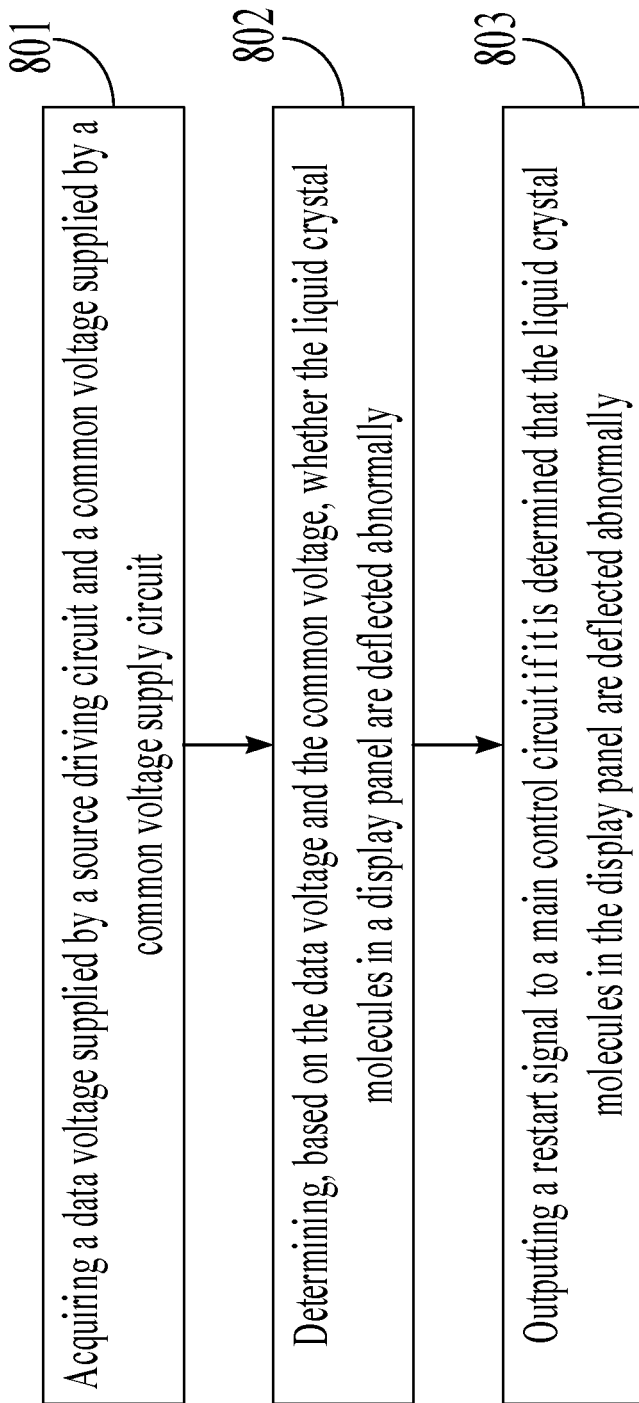 801
Acquiring a data voltage supplied by a source driving circuit and a common voltage supplied by a
common voltage supply circuit
802
Determining, based on the data voltage and the common voltage, whether the liquid crystal
molecules in a display panel are deflected abnormally
803
Outputting a restart signal to a main control circuit if it is determined that the liquid crystal
molecules in the display panel are deflected abnormally